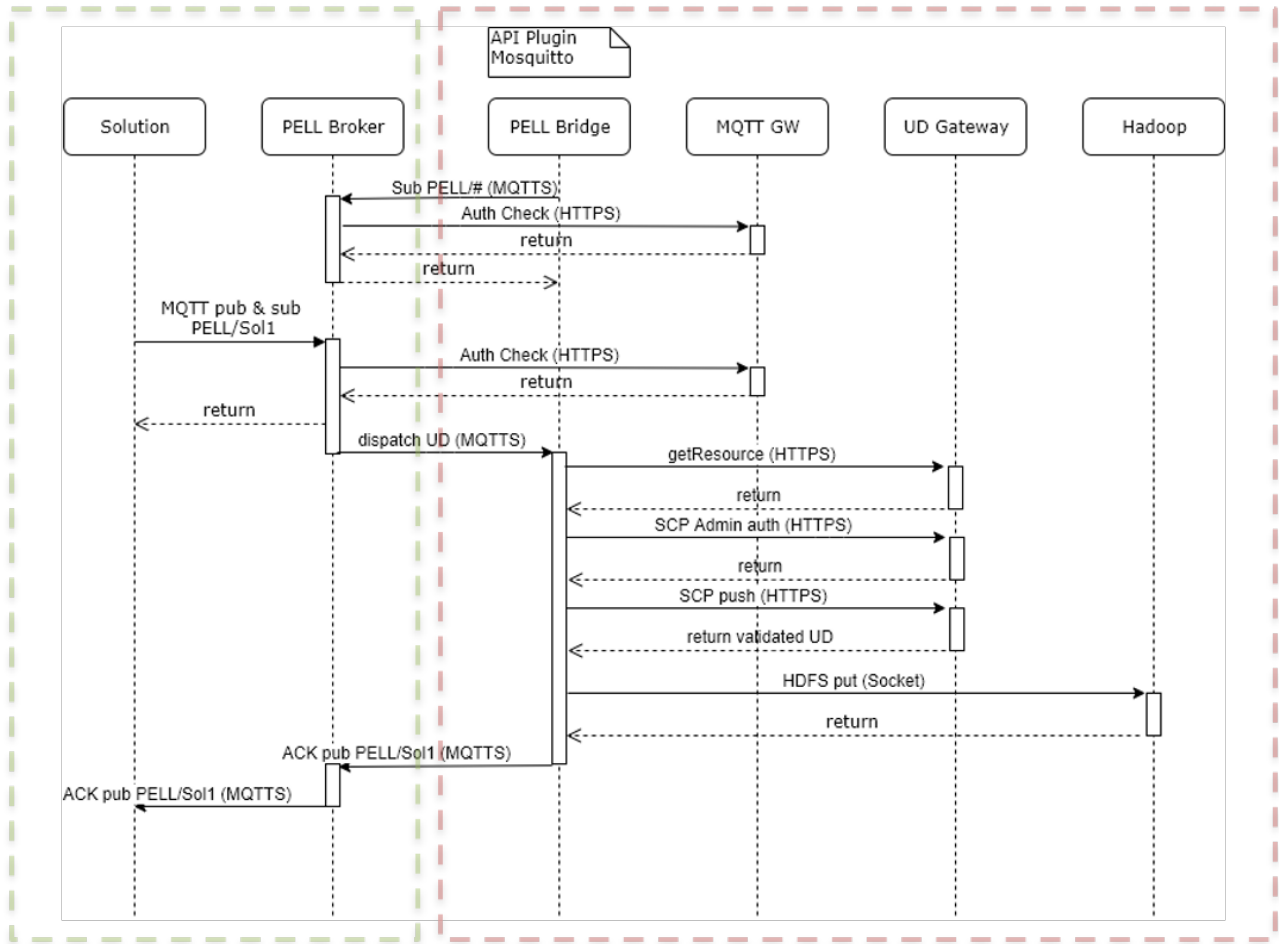 API Plugin
Mosquitto
Solution
PELL Broker
PELL Bridge
MQTT GW
UD Gateway
Hadoop
Sub PELL/# (MQTTS)
Auth Check (HTTPS)
return
return
MQTT pub & sub
PELL/Sol1
Auth Check (HTTPS)
return
return
dispatch UD (MQTTS)
getResource (HTTPS)
return
SCP Admin auth (HTTPS)
return
SCP push (HTTPS)
return validated UD
HDFS put (Socket)
return
ACK pub PELL/Sol1 (MQTTS)
ACK pub PELL/Sol1 (MQTTS)